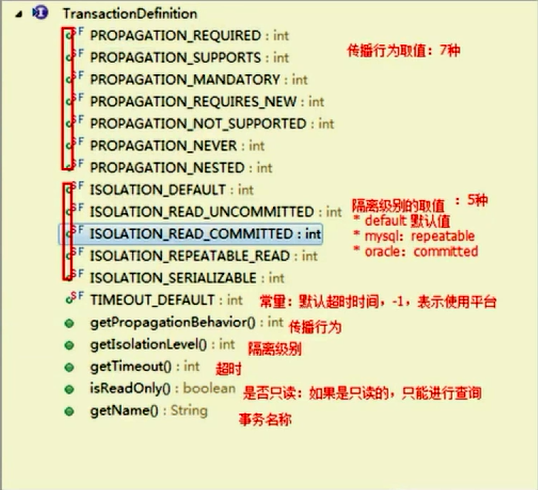 TransactionDefinition
PROPAGATION_REQUIRED : int
PROPAGATION_SUPPORTS : int
传播行为取值：7种
PROPAGATION_MANDATORY : int
PROPAGATION_REQUIRES_NEW : int
PROPAGATION_NOT_SUPPORTED : int
PROPAGATION_NEVER : int
PROPAGATION_NESTED : int
ISOLATION_DEFAULT : int
隔离级别的取值 ：5种
ISOLATION_READ_UNCOMMITTED : int
* default 默认值
ISOLATION_READ_COMMITTED : int
* mysql：repeatable
ISOLATION_REPEATABLE_READ : int
* oracle：committed
ISOLATION_SERIALIZABLE : int
TIMEOUT_DEFAULT : int 常量：默认超时时间，-1，表示使用平台
getPropagationBehavior() : int 传播行为
getIsolationLevel() : int 隔离级别
getTimeout() : int 超时
isReadOnly() : boolean 是否只读：如果是只读的，只能进行查询
getName() : String 事务名称